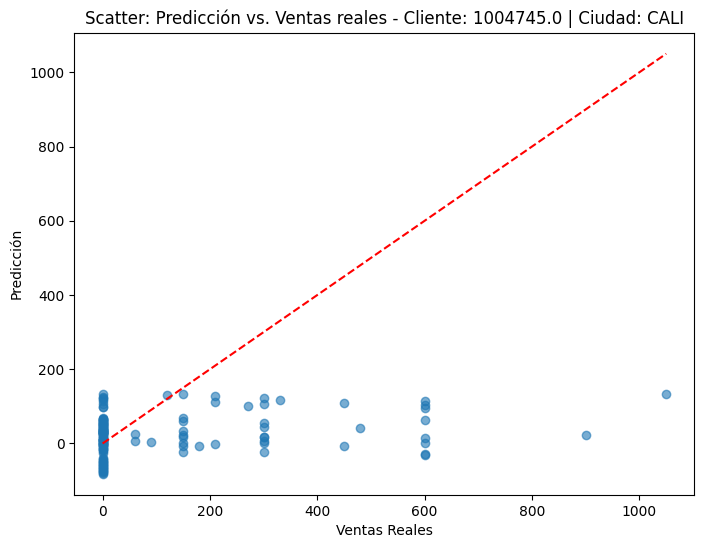 Scatter: Predicción vs. Ventas reales - Cliente: 1004745.0 | Ciudad: CALI
1000
800
600
400
200
0
Predicción
0 200 400 600 800 1000
Ventas Reales